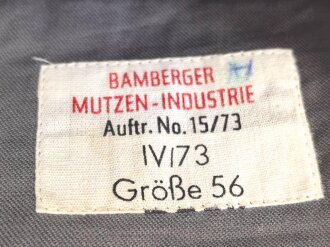 BAMBERGER
MUTZEN-INDUSTRIE
Auftr. No. 15/73
IV/73
Größe 56